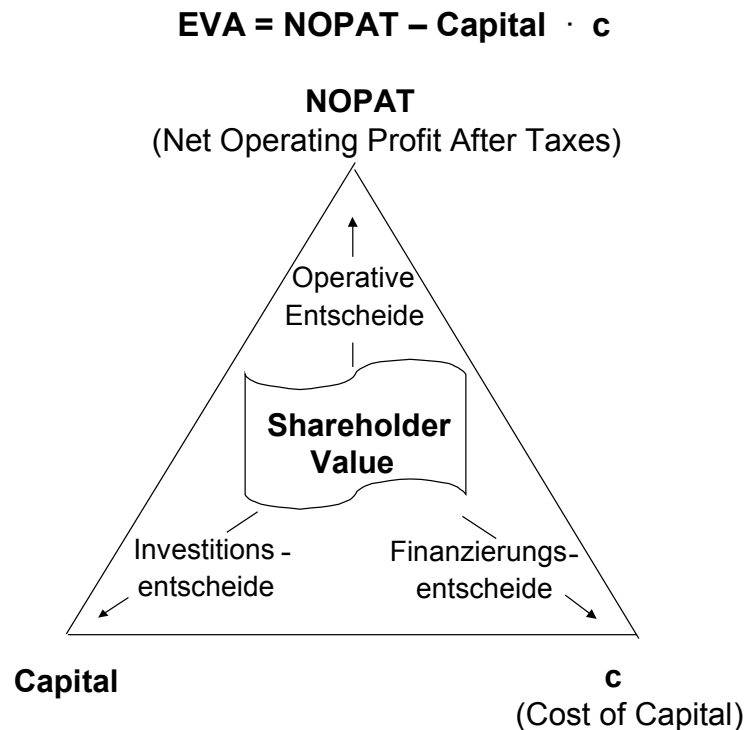 EVA = NOPAT – Capital · c
NOPAT
(Net Operating Profit After Taxes)
Operative
Entscheide
Shareholder
Value
Investitions-
entscheide
Finanzierungs-
entscheide
Capital
c
(Cost of Capital)